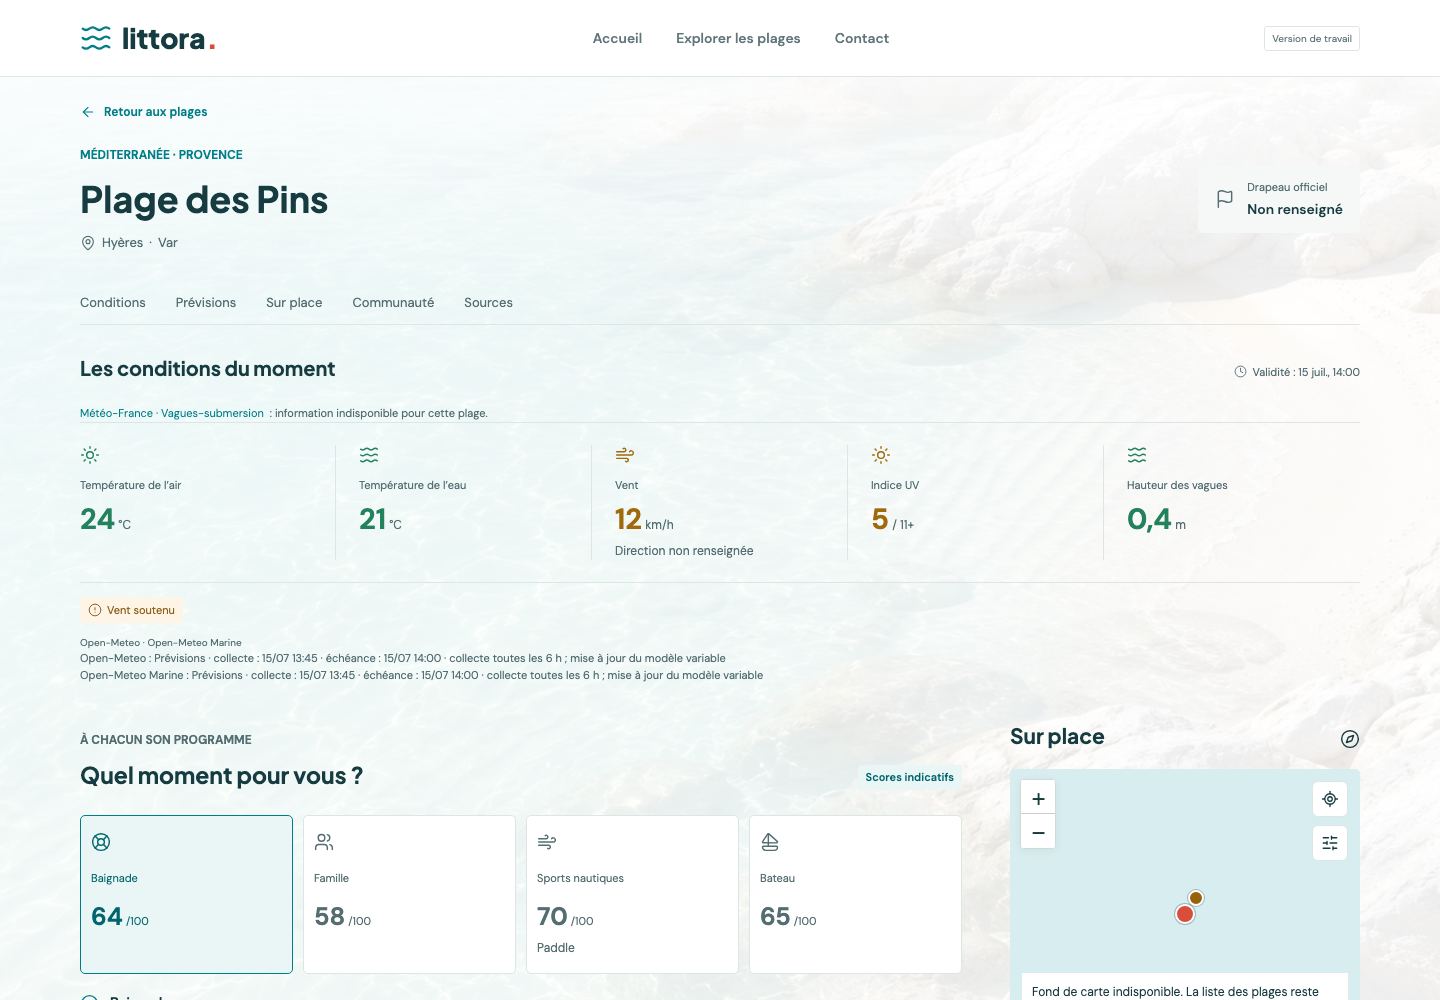 littora.
Accueil
Explorer les plages
Contact
Version de travail
Retour aux plages
MÉDITERRANÉE · PROVENCE
Plage des Pins
Hyères · Var
Drapeau officiel
Non renseigné
Conditions
Prévisions
Sur place
Communauté
Sources
Les conditions du moment
Validité : 15 juil., 14:00
Météo-France · Vagues-submersion : information indisponible pour cette plage.
Température de l'air
24 °C
Température de l'eau
21 °C
Vent
12 km/h
Direction non renseignée
Indice UV
5 / 11+
Hauteur des vagues
0,4 m
Vent soutenu
Open-Meteo · Open-Meteo Marine
Open-Meteo : Prévisions · collecte : 15/07 13:45 · échéance : 15/07 14:00 · collecte toutes les 6 h ; mise à jour du modèle variable
Open-Meteo Marine : Prévisions · collecte : 15/07 13:45 · échéance : 15/07 14:00 · collecte toutes les 6 h ; mise à jour du modèle variable
À CHACUN SON PROGRAMME
Quel moment pour vous ?
Scores indicatifs
Baignade
64 /100
Famille
58 /100
Sports nautiques
70 /100
Paddle
Bateau
65 /100
Sur place
+
−
Fond de carte indisponible. La liste des plages reste